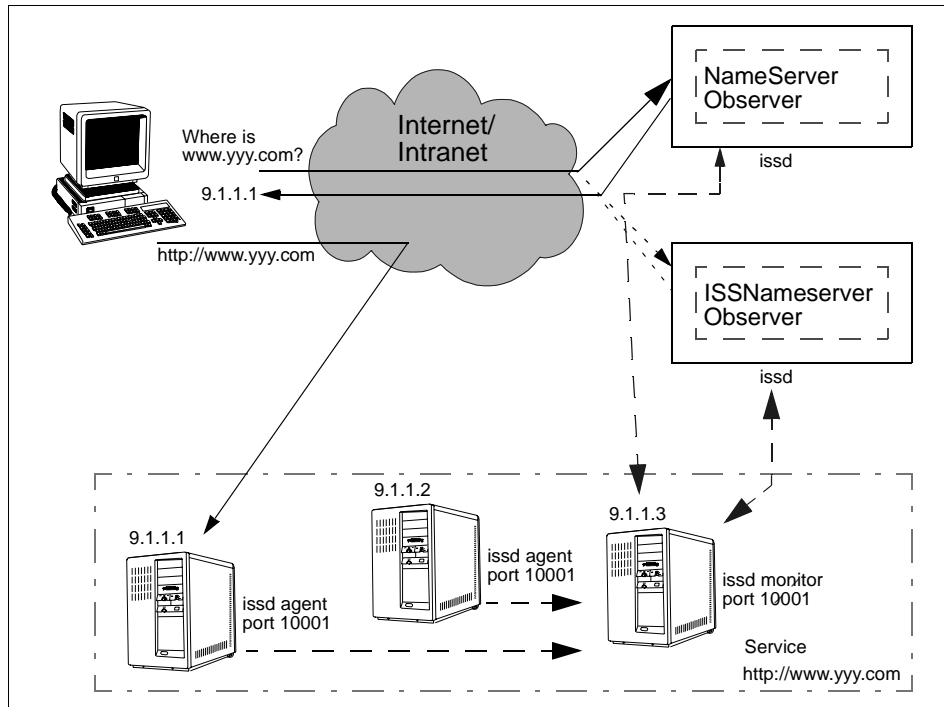 NameServer
Observer
issd
Internet/
Intranet
Where is
www.yyy.com?
9.1.1.1
http://www.yyy.com
ISSNameserver
Observer
issd
9.1.1.2
9.1.1.3
9.1.1.1
issd agent
port 10001
issd monitor
port 10001
issd agent
port 10001
Service
http://www.yyy.com